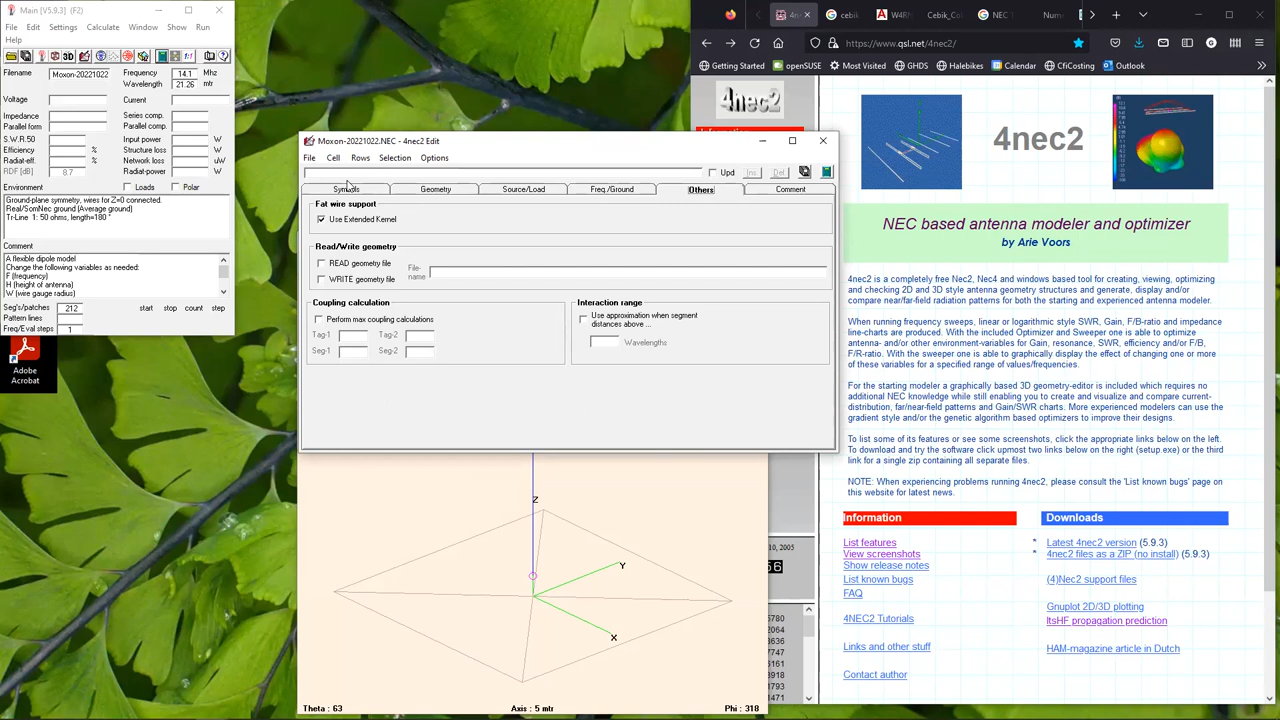 Main [V5.9.3] (F2)
File Edit Settings Calculate Window Show Run
Help
3D 1:1
Filename Moxon-20221022 Frequency 14.1 Mhz
Wavelength 21.26 mtr
Voltage Current
Impedance Series comp.
Parallel form Parallel comp.
S.W.R.50 Input power W
Efficiency % Structure loss W
Radiat-eff. % Network loss uW
RDF [dB] 8.7 Radiat-power W
Environment Loads Polar
Ground-plane symmetry, wires for Z=0 connected.
Real/SomNec ground (Average ground)
Tr-Line 1: 50 ohms, length=180 °
Comment
A flexible dipole model
Change the following variables as needed:
F (frequency)
H (height of antenna)
W (wire gauge radius)
Seg's/patches 212 start stop count step
Pattern lines
Freq/Eval steps 1
Adobe
Acrobat
Moxon-20221022.NEC - 4nec2 Edit
File Cell Rows Selection Options
Upd Ins Del
Symbols Geometry Source/Load Freq./Ground Others Comment
Fat wire support
Use Extended Kernel
Read/Write geometry
READ geometry file
WRITE geometry file
File-
name
Coupling calculation
Perform max coupling calculations
Tag-1 Tag-2
Seg-1 Seg-2
Interaction range
Use approximation when segment
distances above ...
Wavelengths
Z
Y
X
Theta : 63 Axis : 5 mtr Phi : 318
4n cebik W4R Cebik_Co NEC Num
https://www.qsl.net/4nec2/
Getting Started openSUSE Most Visited GHDS Halebikes Calendar CfiCosting Outlook
4nec2
Information
4nec2
NEC based antenna modeler and optimizer
by Arie Voors
4nec2 is a completely free Nec2, Nec4 and windows based tool for creating, viewing, optimizing
and checking 2D and 3D style antenna geometry structures and generate, display and/or
compare near/far-field radiation patterns for both the starting and experienced antenna modeler.
When running frequency sweeps, linear or logarithmic style SWR, Gain, F/B-ratio and impedance
line-charts are produced. With the included Optimizer and Sweeper one is able to optimize
antenna- and/or other environment-variables for Gain, resonance, SWR, efficiency and/or F/B,
F/R-ratio. With the sweeper one is able to graphically display the effect of changing one or more
of these variables for a specified range of values/frequencies.
For the starting modeler a graphically based 3D geometry-editor is included which requires no
additional NEC knowledge while still enabling you to create and visualize and compare current-
distribution, far/near-field patterns and Gain/SWR charts. More experienced modelers can use the
gradient style and/or the genetic algorithm based optimizers to improve their designs.
To list some of its features or see some screenshots, click the appropriate links below on the left.
To download and try the software click upmost two links below on the right (setup.exe) or the third
link for a single zip containing all separate files.
NOTE: When experiencing problems running 4nec2, please consult the 'List known bugs' page on
this website for latest news.
Information
List features
View screenshots
Show release notes
List known bugs
FAQ
4NEC2 Tutorials
Links and other stuff
Contact author
Downloads
* Latest 4nec2 version (5.9.3)
* 4nec2 files as a ZIP (no install) (5.9.3)
(4)Nec2 support files
Gnuplot 2D/3D plotting
ItsHF propagation prediction
HAM-magazine article in Dutch
10, 2005
56
5780
2064
3636
7747
5161
3918
4793
1471